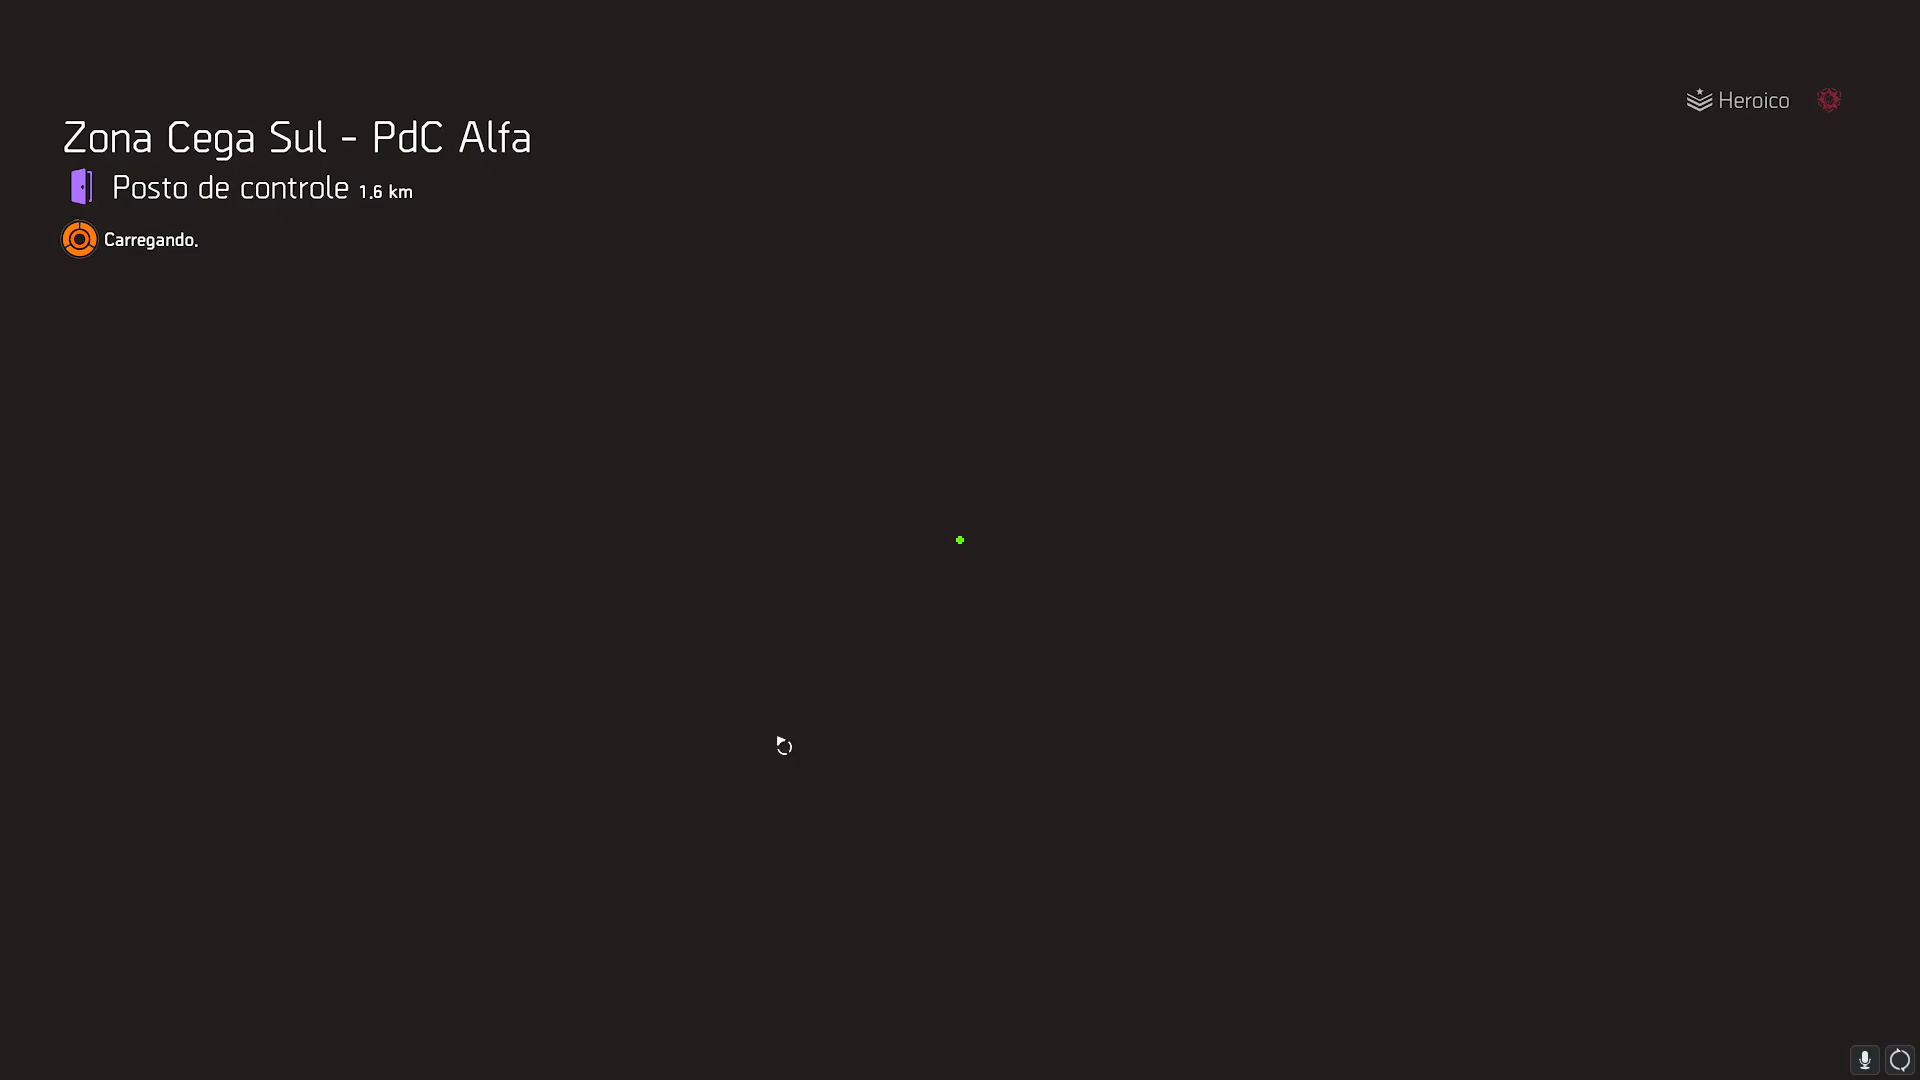 Heroico
Zona Cega Sul - PdC Alfa
Posto de controle 1.6 km
Carregando.